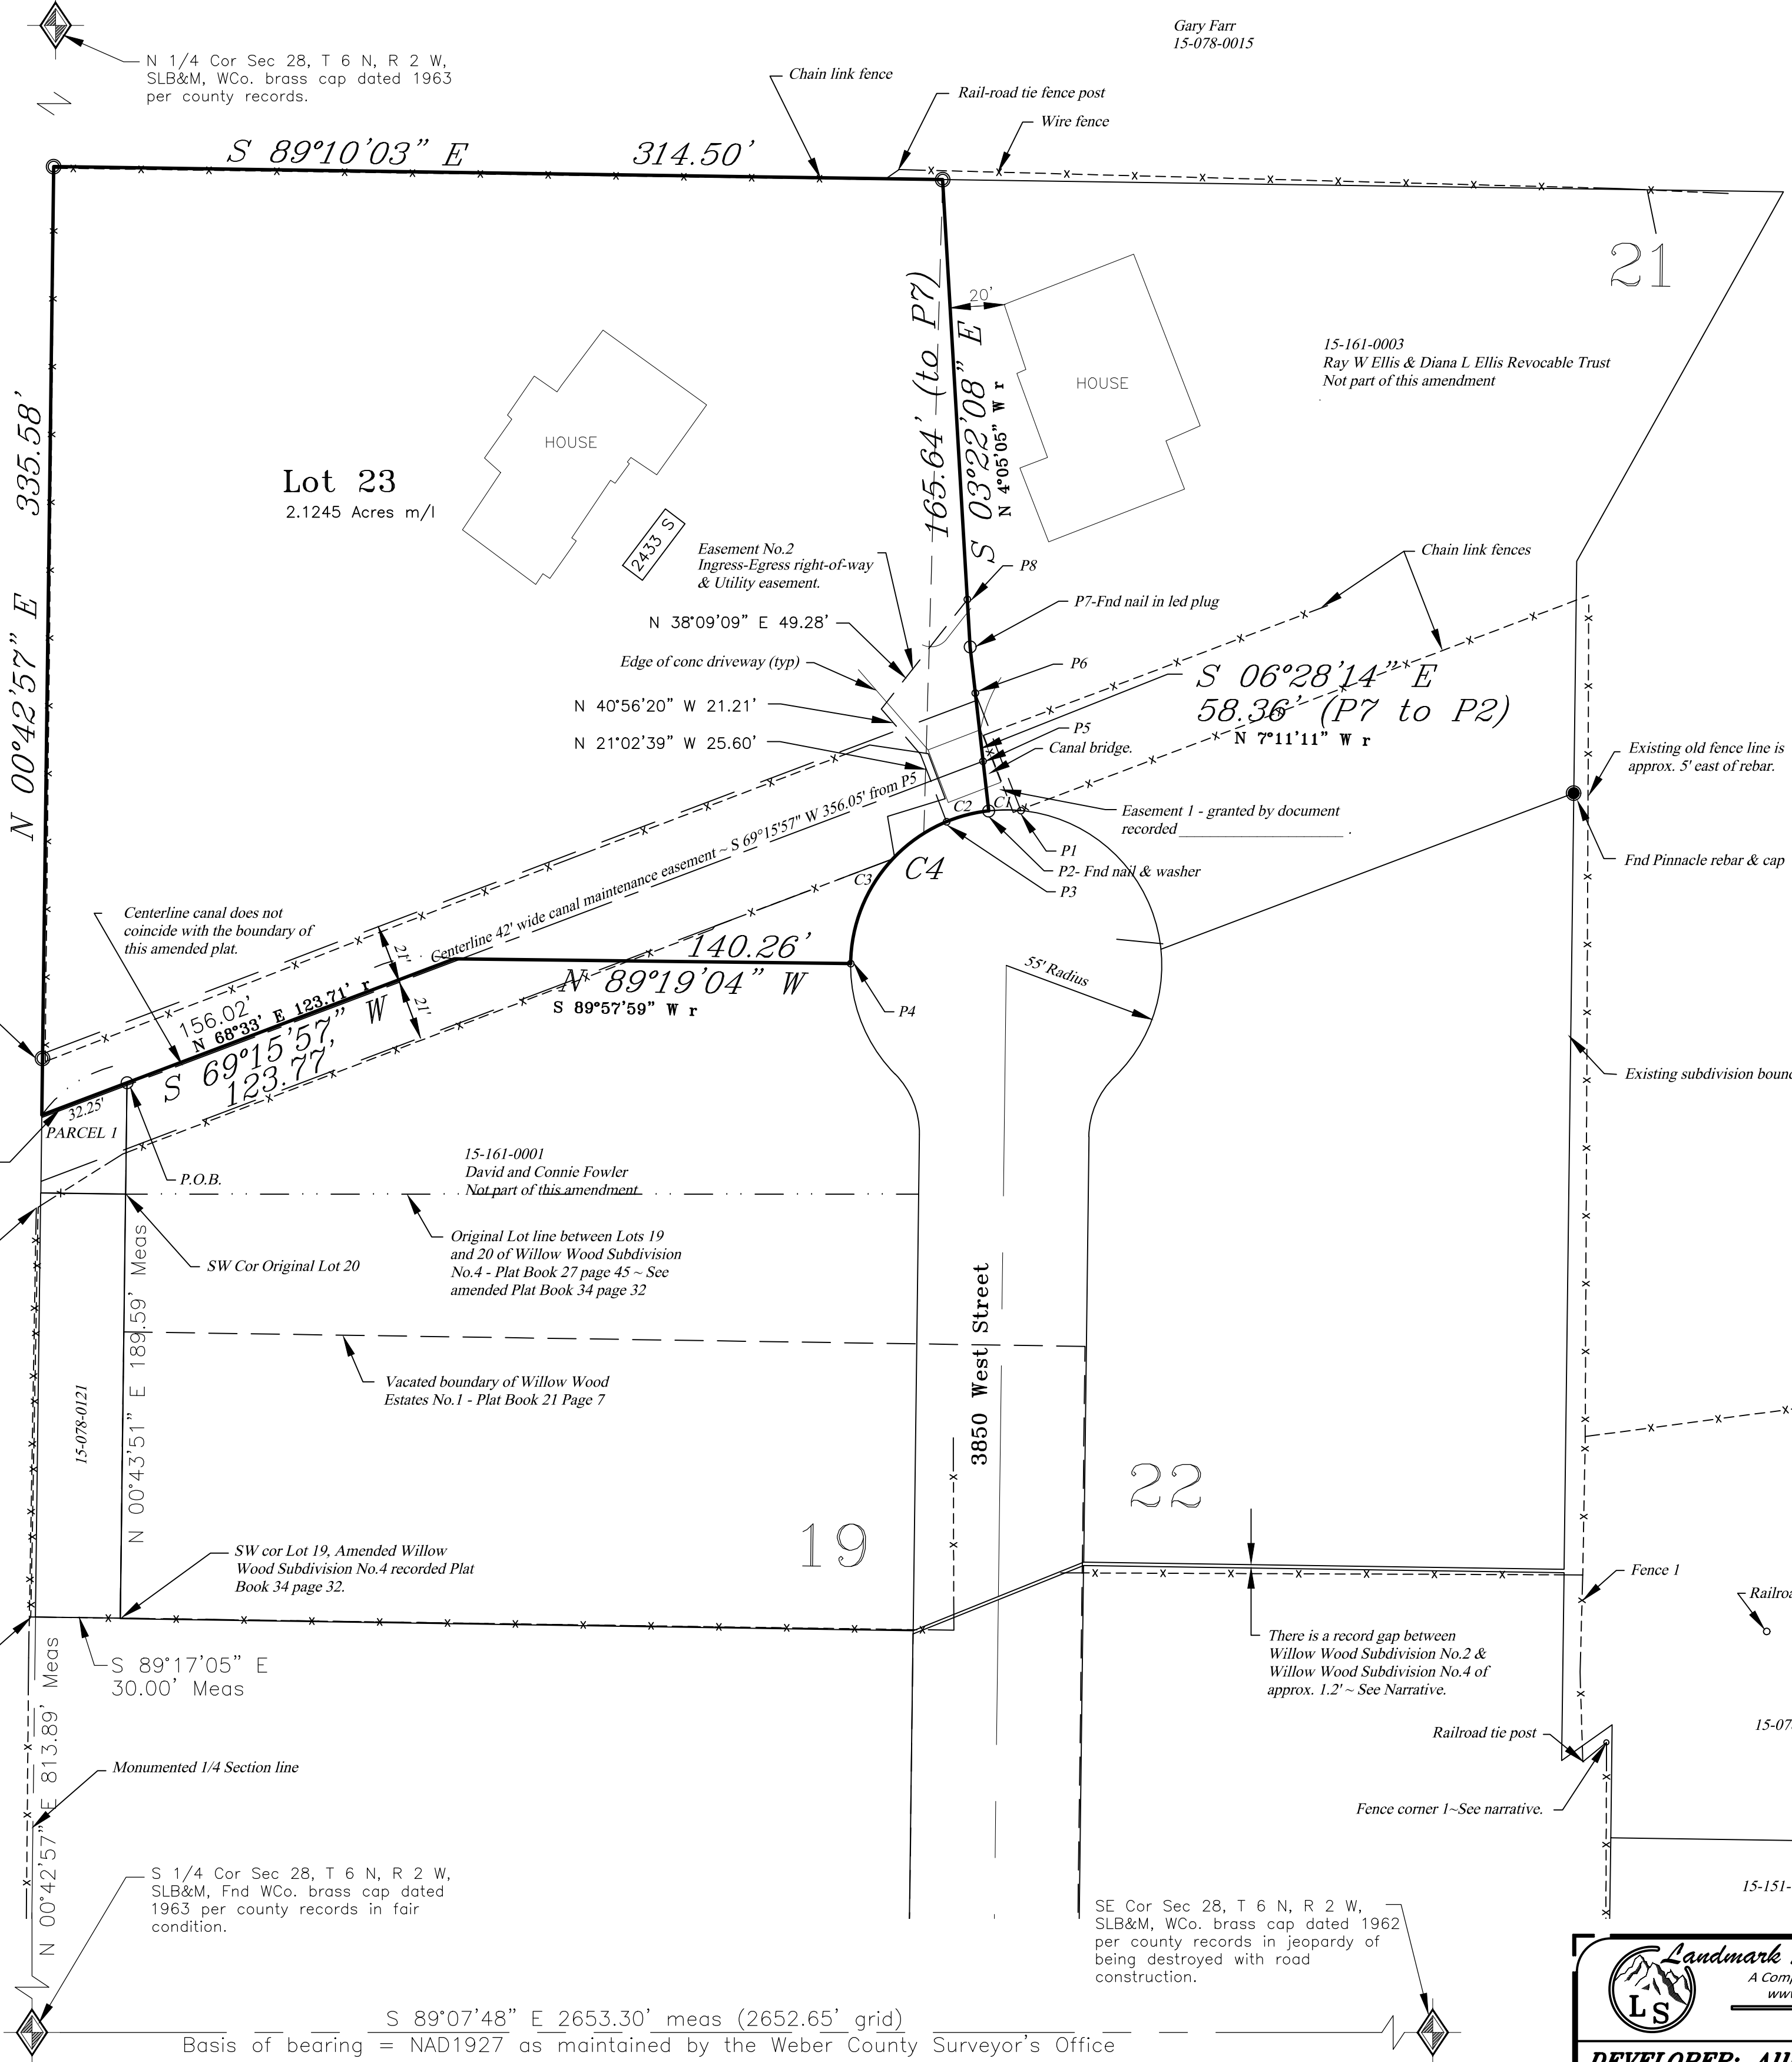 Gary Farr
15-078-0015
N 1/4 Cor Sec 28, T 6 N, R 2 W,
SLB&M, WCo. brass cap dated 1963
per county records.
Chain link fence
Rail-road tie fence post
Wire fence
S 89°10'03" E 314.50'
21
20'
165.64' (to P7)
S 03°22'08" E
N 4°05'05" W r
HOUSE
15-161-0003
Ray W Ellis & Diana L Ellis Revocable Trust
Not part of this amendment
N 00°42'57" E 335.58'
HOUSE
Lot 23
2.1245 Acres m/l
2433 S
Easement No.2
Ingress-Egress right-of-way
& Utility easement.
P8
Chain link fences
P7-Fnd nail in led plug
N 38°09'09" E 49.28'
Edge of conc driveway (typ)
P6
S 06°28'14" E
58.36' (P7 to P2)
N 7°11'11" W r
N 40°56'20" W 21.21'
N 21°02'39" W 25.60'
P5
Canal bridge.
Existing old fence line is
approx. 5' east of rebar.
C2
C1
Easement 1 - granted by document
recorded ____________________ .
P1
P2- Fnd nail & washer
P3
Fnd Pinnacle rebar & cap
C4
C3
Centerline 42' wide canal maintenance easement ~ S 69°15'57" W 356.05' from P5
Centerline canal does not
coincide with the boundary of
this amended plat.
21'
21'
140.26'
N 89°19'04" W
S 89°57'59" W r
55' Radius
P4
156.02'
N 68°33' E 123.71' r
S 69°15'57" W
123.77'
32.25'
PARCEL 1
P.O.B.
Existing subdivision bound
15-161-0001
David and Connie Fowler
Not part of this amendment
SW Cor Original Lot 20
Original Lot line between Lots 19
and 20 of Willow Wood Subdivision
No.4 - Plat Book 27 page 45 ~ See
amended Plat Book 34 page 32
N 00°43'51" E 189.59' Meas
15-078-0121
Vacated boundary of Willow Wood
Estates No.1 - Plat Book 21 Page 7
3850 West Street
22
19
SW cor Lot 19, Amended Willow
Wood Subdivision No.4 recorded Plat
Book 34 page 32.
Fence 1
Railroa
S 89°17'05" E
30.00' Meas
There is a record gap between
Willow Wood Subdivision No.2 &
Willow Wood Subdivision No.4 of
approx. 1.2' ~ See Narrative.
15-07
Railroad tie post
N 00°42'57" E 813.89' Meas
Monumented 1/4 Section line
Fence corner 1~See narrative.
S 1/4 Cor Sec 28, T 6 N, R 2 W,
SLB&M, Fnd WCo. brass cap dated
1963 per county records in fair
condition.
15-151-
SE Cor Sec 28, T 6 N, R 2 W,
SLB&M, WCo. brass cap dated 1962
per county records in jeopardy of
being destroyed with road
construction.
Landmark
A Com
www
LS
S 89°07'48" E 2653.30' meas (2652.65' grid)
Basis of bearing = NAD1927 as maintained by the Weber County Surveyor's Office
DEVELOPER: